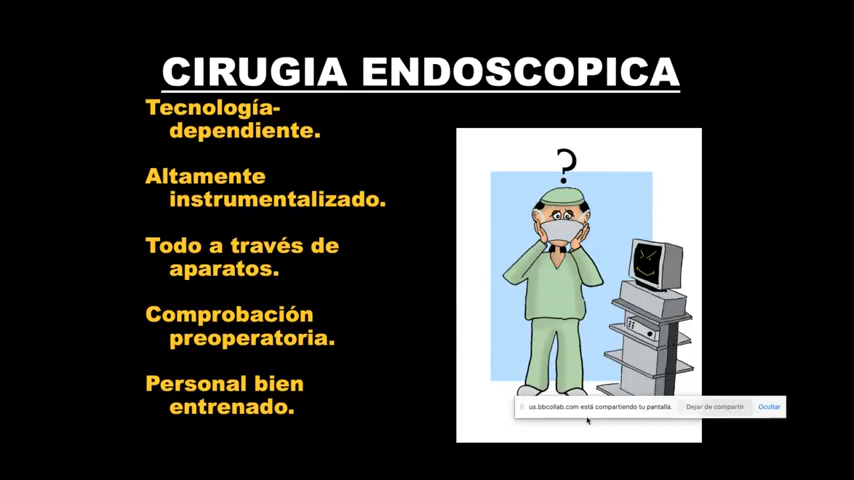 CIRUGIA ENDOSCOPICA
Tecnología-
dependiente.
Altamente
instrumentalizado.
Todo a través de
aparatos.
Comprobación
preoperatoria.
Personal bien
entrenado.
?
us.bbcollab.com está compartiendo tu pantalla.
Dejar de compartir
Ocultar